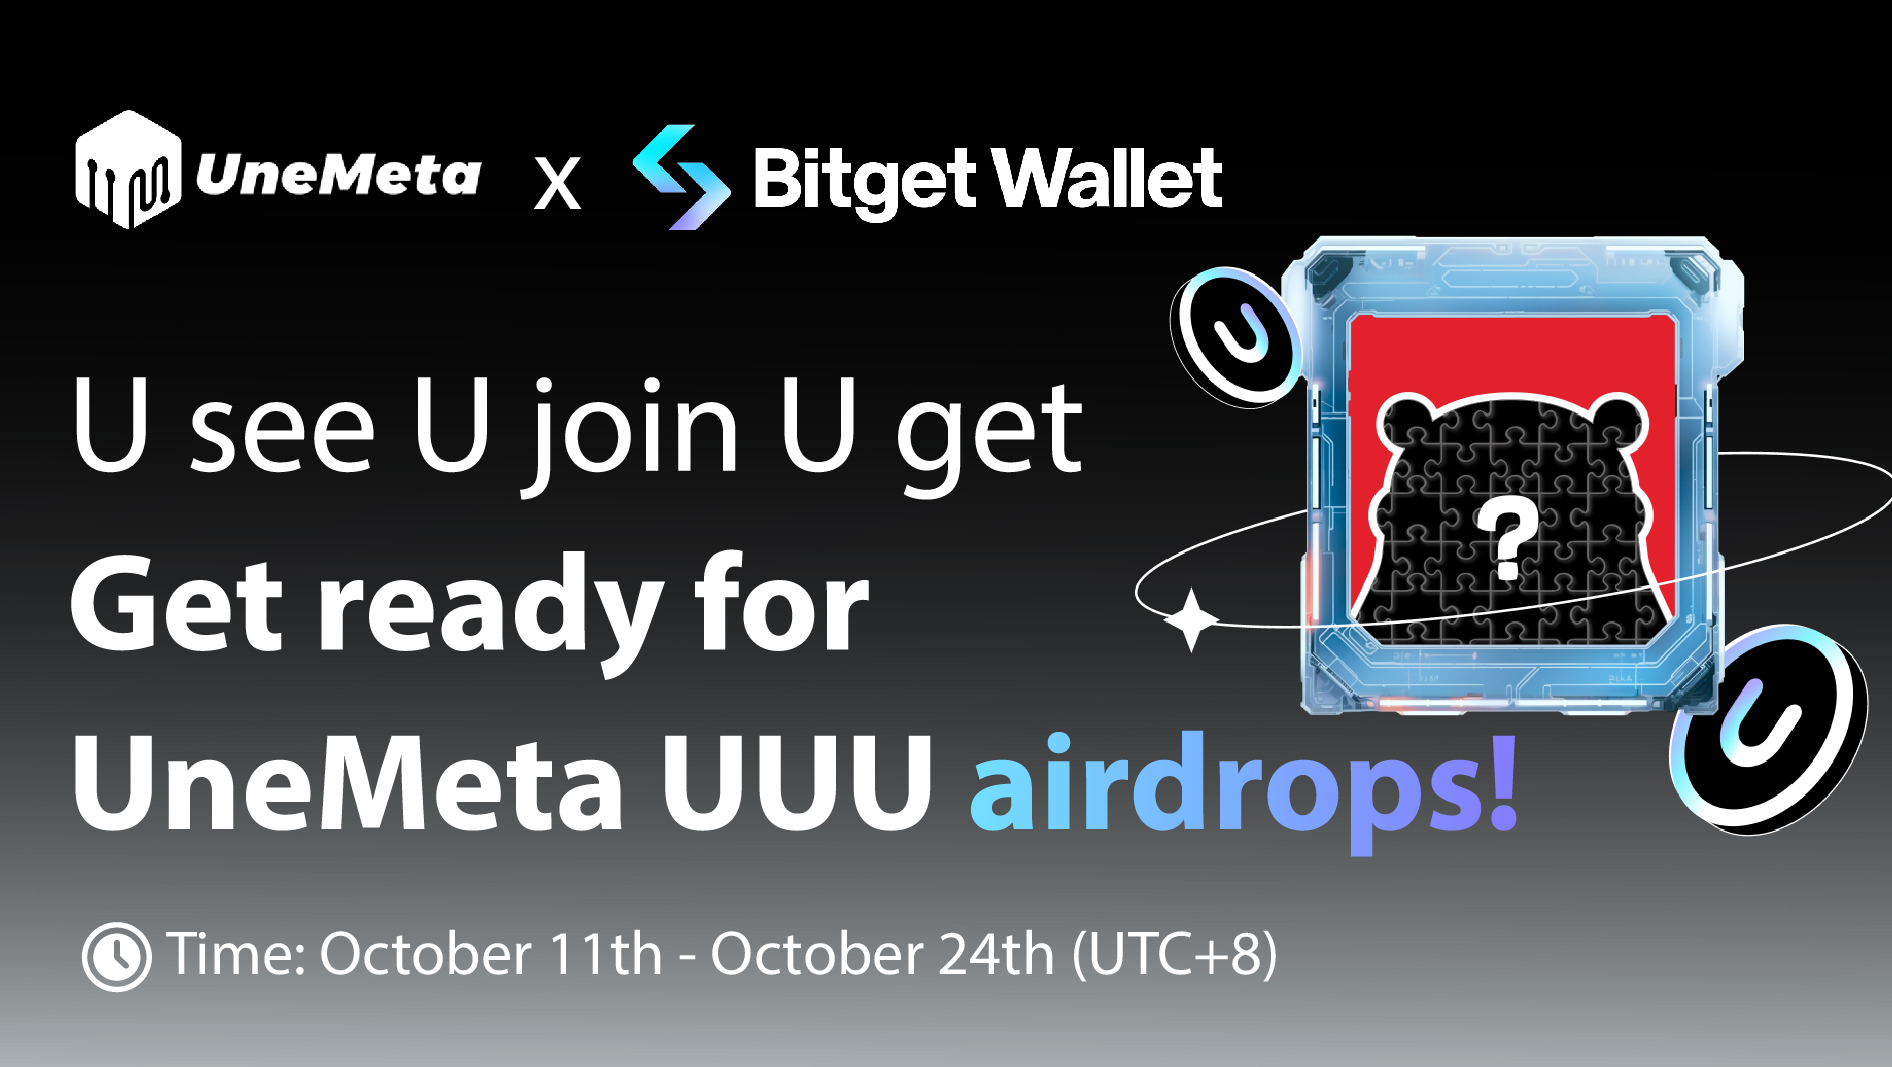 UneMeta x Bitget Wallet
U see U join U get
Get ready for
UneMeta UUU airdrops!
Time: October 11th - October 24th (UTC+8)
U
?
U